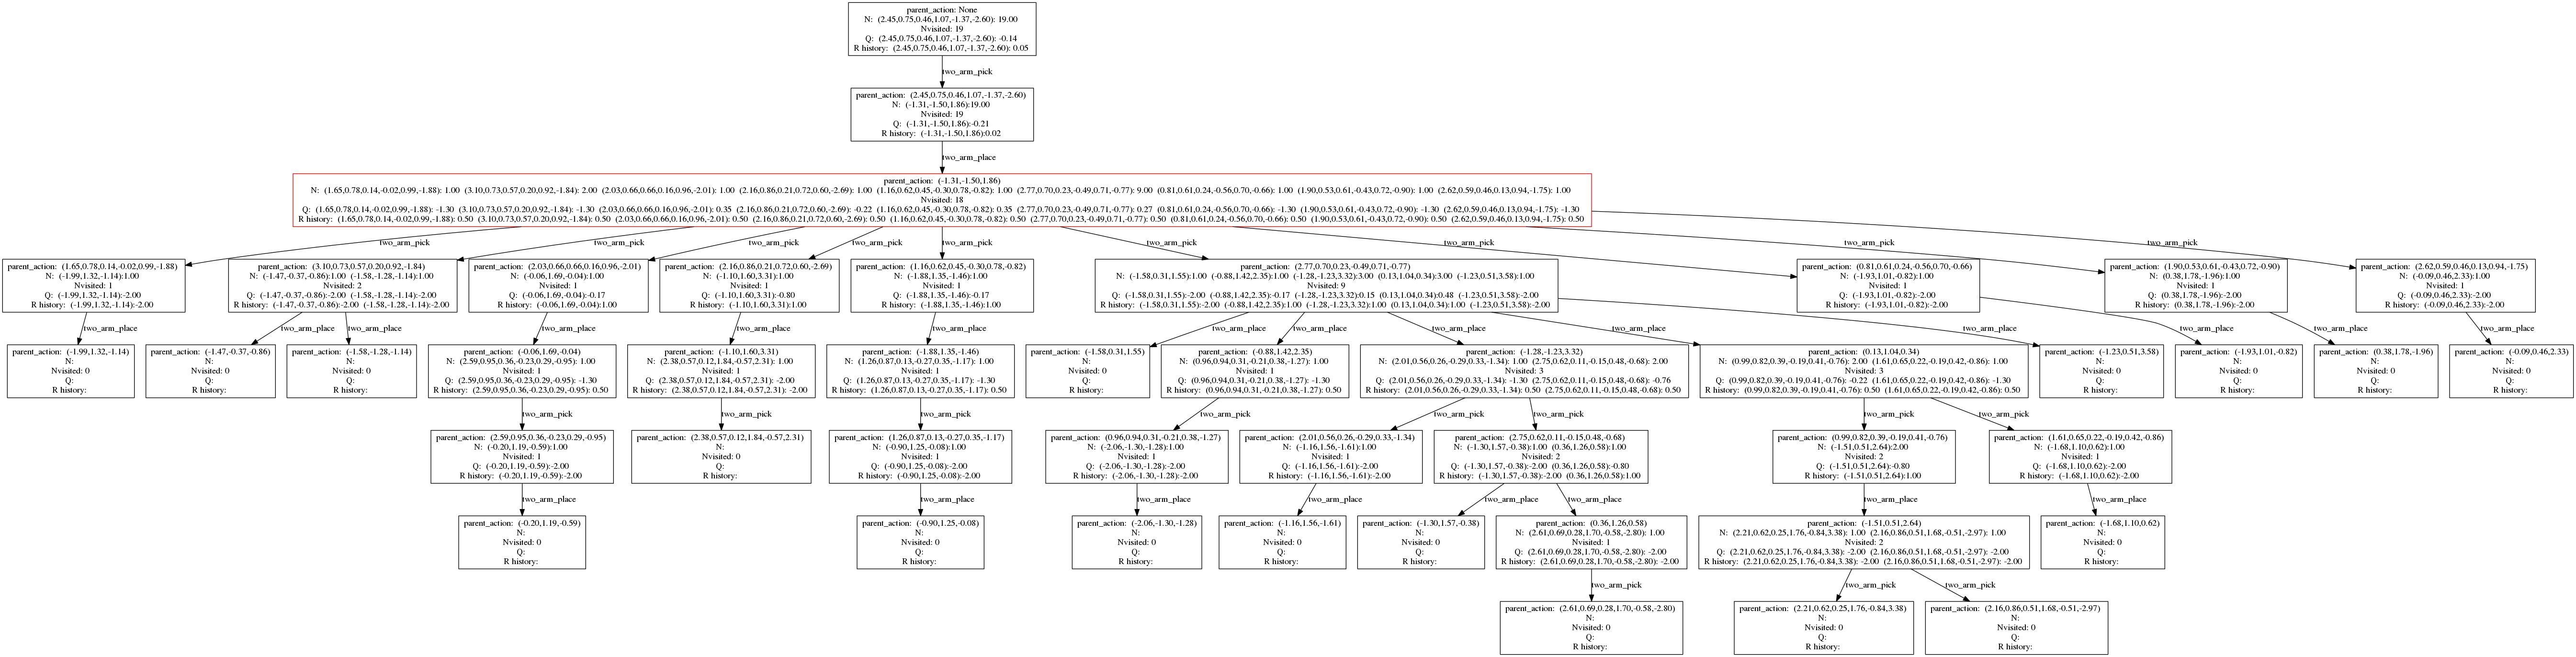 parent_action: None
N: (2.45,0.75,0.46,1.07,-1.37,-2.60): 19.00
Nvisited: 19
Q: (2.45,0.75,0.46,1.07,-1.37,-2.60): -0.14
R history: (2.45,0.75,0.46,1.07,-1.37,-2.60): 0.05
two_arm_pick
parent_action: (2.45,0.75,0.46,1.07,-1.37,-2.60)
N: (-1.31,-1.50,1.86):19.00
Nvisited: 19
Q: (-1.31,-1.50,1.86):-0.21
R history: (-1.31,-1.50,1.86):0.02
two_arm_place
parent_action: (-1.31,-1.50,1.86)
N: (1.65,0.78,0.14,-0.02,0.99,-1.88): 1.00 (3.10,0.73,0.57,0.20,0.92,-1.84): 2.00 (2.03,0.66,0.66,0.16,0.96,-2.01): 1.00 (2.16,0.86,0.21,0.72,0.60,-2.69): 1.00 (1.16,0.62,0.45,-0.30,0.78,-0.82): 1.00 (2.77,0.70,0.23,-0.49,0.71,-0.77): 9.00 (0.81,0.61,0.24,-0.56,0.70,-0.66): 1.00 (1.90,0.53,0.61,-0.43,0.72,-0.90): 1.00 (2.62,0.59,0.46,0.13,0.94,-1.75): 1.00
Nvisited: 18
Q: (1.65,0.78,0.14,-0.02,0.99,-1.88): -1.30 (3.10,0.73,0.57,0.20,0.92,-1.84): -1.30 (2.03,0.66,0.66,0.16,0.96,-2.01): 0.35 (2.16,0.86,0.21,0.72,0.60,-2.69): -0.22 (1.16,0.62,0.45,-0.30,0.78,-0.82): 0.35 (2.77,0.70,0.23,-0.49,0.71,-0.77): 0.27 (0.81,0.61,0.24,-0.56,0.70,-0.66): -1.30 (1.90,0.53,0.61,-0.43,0.72,-0.90): -1.30 (2.62,0.59,0.46,0.13,0.94,-1.75): -1.30
R history: (1.65,0.78,0.14,-0.02,0.99,-1.88): 0.50 (3.10,0.73,0.57,0.20,0.92,-1.84): 0.50 (2.03,0.66,0.66,0.16,0.96,-2.01): 0.50 (2.16,0.86,0.21,0.72,0.60,-2.69): 0.50 (1.16,0.62,0.45,-0.30,0.78,-0.82): 0.50 (2.77,0.70,0.23,-0.49,0.71,-0.77): 0.50 (0.81,0.61,0.24,-0.56,0.70,-0.66): 0.50 (1.90,0.53,0.61,-0.43,0.72,-0.90): 0.50 (2.62,0.59,0.46,0.13,0.94,-1.75): 0.50
two_arm_pick
two_arm_pick
two_arm_pick
two_arm_pick
two_arm_pick
two_arm_pick
two_arm_pick
two_arm_pick
two_arm_pick
parent_action: (1.65,0.78,0.14,-0.02,0.99,-1.88)
N: (-1.99,1.32,-1.14):1.00
Nvisited: 1
Q: (-1.99,1.32,-1.14):-2.00
R history: (-1.99,1.32,-1.14):-2.00
parent_action: (3.10,0.73,0.57,0.20,0.92,-1.84)
N: (-1.47,-0.37,-0.86):1.00 (-1.58,-1.28,-1.14):1.00
Nvisited: 2
Q: (-1.47,-0.37,-0.86):-2.00 (-1.58,-1.28,-1.14):-2.00
R history: (-1.47,-0.37,-0.86):-2.00 (-1.58,-1.28,-1.14):-2.00
parent_action: (2.03,0.66,0.66,0.16,0.96,-2.01)
N: (-0.06,1.69,-0.04):1.00
Nvisited: 1
Q: (-0.06,1.69,-0.04):-0.17
R history: (-0.06,1.69,-0.04):1.00
parent_action: (2.16,0.86,0.21,0.72,0.60,-2.69)
N: (-1.10,1.60,3.31):1.00
Nvisited: 1
Q: (-1.10,1.60,3.31):-0.80
R history: (-1.10,1.60,3.31):1.00
parent_action: (1.16,0.62,0.45,-0.30,0.78,-0.82)
N: (-1.88,1.35,-1.46):1.00
Nvisited: 1
Q: (-1.88,1.35,-1.46):-0.17
R history: (-1.88,1.35,-1.46):1.00
parent_action: (2.77,0.70,0.23,-0.49,0.71,-0.77)
N: (-1.58,0.31,1.55):1.00 (-0.88,1.42,2.35):1.00 (-1.28,-1.23,3.32):3.00 (0.13,1.04,0.34):3.00 (-1.23,0.51,3.58):1.00
Nvisited: 9
Q: (-1.58,0.31,1.55):-2.00 (-0.88,1.42,2.35):-0.17 (-1.28,-1.23,3.32):0.15 (0.13,1.04,0.34):0.48 (-1.23,0.51,3.58):-2.00
R history: (-1.58,0.31,1.55):-2.00 (-0.88,1.42,2.35):1.00 (-1.28,-1.23,3.32):1.00 (0.13,1.04,0.34):1.00 (-1.23,0.51,3.58):-2.00
parent_action: (0.81,0.61,0.24,-0.56,0.70,-0.66)
N: (-1.93,1.01,-0.82):1.00
Nvisited: 1
Q: (-1.93,1.01,-0.82):-2.00
R history: (-1.93,1.01,-0.82):-2.00
parent_action: (1.90,0.53,0.61,-0.43,0.72,-0.90)
N: (0.38,1.78,-1.96):1.00
Nvisited: 1
Q: (0.38,1.78,-1.96):-2.00
R history: (0.38,1.78,-1.96):-2.00
parent_action: (2.62,0.59,0.46,0.13,0.94,-1.75)
N: (-0.09,0.46,2.33):1.00
Nvisited: 1
Q: (-0.09,0.46,2.33):-2.00
R history: (-0.09,0.46,2.33):-2.00
two_arm_place
two_arm_place
two_arm_place
two_arm_place
two_arm_place
two_arm_place
two_arm_place
two_arm_place
two_arm_place
two_arm_place
two_arm_place
two_arm_place
two_arm_place
two_arm_place
parent_action: (-1.99,1.32,-1.14)
N:
Nvisited: 0
Q:
R history:
parent_action: (-1.47,-0.37,-0.86)
N:
Nvisited: 0
Q:
R history:
parent_action: (-1.58,-1.28,-1.14)
N:
Nvisited: 0
Q:
R history:
parent_action: (-0.06,1.69,-0.04)
N: (2.59,0.95,0.36,-0.23,0.29,-0.95): 1.00
Nvisited: 1
Q: (2.59,0.95,0.36,-0.23,0.29,-0.95): -1.30
R history: (2.59,0.95,0.36,-0.23,0.29,-0.95): 0.50
parent_action: (-1.10,1.60,3.31)
N: (2.38,0.57,0.12,1.84,-0.57,2.31): 1.00
Nvisited: 1
Q: (2.38,0.57,0.12,1.84,-0.57,2.31): -2.00
R history: (2.38,0.57,0.12,1.84,-0.57,2.31): -2.00
parent_action: (-1.88,1.35,-1.46)
N: (1.26,0.87,0.13,-0.27,0.35,-1.17): 1.00
Nvisited: 1
Q: (1.26,0.87,0.13,-0.27,0.35,-1.17): -1.30
R history: (1.26,0.87,0.13,-0.27,0.35,-1.17): 0.50
parent_action: (-1.58,0.31,1.55)
N:
Nvisited: 0
Q:
R history:
parent_action: (-0.88,1.42,2.35)
N: (0.96,0.94,0.31,-0.21,0.38,-1.27): 1.00
Nvisited: 1
Q: (0.96,0.94,0.31,-0.21,0.38,-1.27): -1.30
R history: (0.96,0.94,0.31,-0.21,0.38,-1.27): 0.50
parent_action: (-1.28,-1.23,3.32)
N: (2.01,0.56,0.26,-0.29,0.33,-1.34): 1.00 (2.75,0.62,0.11,-0.15,0.48,-0.68): 2.00
Nvisited: 3
Q: (2.01,0.56,0.26,-0.29,0.33,-1.34): -1.30 (2.75,0.62,0.11,-0.15,0.48,-0.68): -0.76
R history: (2.01,0.56,0.26,-0.29,0.33,-1.34): 0.50 (2.75,0.62,0.11,-0.15,0.48,-0.68): 0.50
parent_action: (0.13,1.04,0.34)
N: (0.99,0.82,0.39,-0.19,0.41,-0.76): 2.00 (1.61,0.65,0.22,-0.19,0.42,-0.86): 1.00
Nvisited: 3
Q: (0.99,0.82,0.39,-0.19,0.41,-0.76): -0.22 (1.61,0.65,0.22,-0.19,0.42,-0.86): -1.30
R history: (0.99,0.82,0.39,-0.19,0.41,-0.76): 0.50 (1.61,0.65,0.22,-0.19,0.42,-0.86): 0.50
parent_action: (-1.23,0.51,3.58)
N:
Nvisited: 0
Q:
R history:
parent_action: (-1.93,1.01,-0.82)
N:
Nvisited: 0
Q:
R history:
parent_action: (0.38,1.78,-1.96)
N:
Nvisited: 0
Q:
R history:
parent_action: (-0.09,0.46,2.33)
N:
Nvisited: 0
Q:
R history:
two_arm_pick
two_arm_pick
two_arm_pick
two_arm_pick
two_arm_pick
two_arm_pick
two_arm_pick
two_arm_pick
parent_action: (2.59,0.95,0.36,-0.23,0.29,-0.95)
N: (-0.20,1.19,-0.59):1.00
Nvisited: 1
Q: (-0.20,1.19,-0.59):-2.00
R history: (-0.20,1.19,-0.59):-2.00
parent_action: (2.38,0.57,0.12,1.84,-0.57,2.31)
N:
Nvisited: 0
Q:
R history:
parent_action: (1.26,0.87,0.13,-0.27,0.35,-1.17)
N: (-0.90,1.25,-0.08):1.00
Nvisited: 1
Q: (-0.90,1.25,-0.08):-2.00
R history: (-0.90,1.25,-0.08):-2.00
parent_action: (0.96,0.94,0.31,-0.21,0.38,-1.27)
N: (-2.06,-1.30,-1.28):1.00
Nvisited: 1
Q: (-2.06,-1.30,-1.28):-2.00
R history: (-2.06,-1.30,-1.28):-2.00
parent_action: (2.01,0.56,0.26,-0.29,0.33,-1.34)
N: (-1.16,1.56,-1.61):1.00
Nvisited: 1
Q: (-1.16,1.56,-1.61):-2.00
R history: (-1.16,1.56,-1.61):-2.00
parent_action: (2.75,0.62,0.11,-0.15,0.48,-0.68)
N: (-1.30,1.57,-0.38):1.00 (0.36,1.26,0.58):1.00
Nvisited: 2
Q: (-1.30,1.57,-0.38):-2.00 (0.36,1.26,0.58):-0.80
R history: (-1.30,1.57,-0.38):-2.00 (0.36,1.26,0.58):1.00
parent_action: (0.99,0.82,0.39,-0.19,0.41,-0.76)
N: (-1.51,0.51,2.64):2.00
Nvisited: 2
Q: (-1.51,0.51,2.64):-0.80
R history: (-1.51,0.51,2.64):1.00
parent_action: (1.61,0.65,0.22,-0.19,0.42,-0.86)
N: (-1.68,1.10,0.62):1.00
Nvisited: 1
Q: (-1.68,1.10,0.62):-2.00
R history: (-1.68,1.10,0.62):-2.00
two_arm_place
two_arm_place
two_arm_place
two_arm_place
two_arm_place
two_arm_place
two_arm_place
two_arm_place
parent_action: (-0.20,1.19,-0.59)
N:
Nvisited: 0
Q:
R history:
parent_action: (-0.90,1.25,-0.08)
N:
Nvisited: 0
Q:
R history:
parent_action: (-2.06,-1.30,-1.28)
N:
Nvisited: 0
Q:
R history:
parent_action: (-1.16,1.56,-1.61)
N:
Nvisited: 0
Q:
R history:
parent_action: (-1.30,1.57,-0.38)
N:
Nvisited: 0
Q:
R history:
parent_action: (0.36,1.26,0.58)
N: (2.61,0.69,0.28,1.70,-0.58,-2.80): 1.00
Nvisited: 1
Q: (2.61,0.69,0.28,1.70,-0.58,-2.80): -2.00
R history: (2.61,0.69,0.28,1.70,-0.58,-2.80): -2.00
parent_action: (-1.51,0.51,2.64)
N: (2.21,0.62,0.25,1.76,-0.84,3.38): 1.00 (2.16,0.86,0.51,1.68,-0.51,-2.97): 1.00
Nvisited: 2
Q: (2.21,0.62,0.25,1.76,-0.84,3.38): -2.00 (2.16,0.86,0.51,1.68,-0.51,-2.97): -2.00
R history: (2.21,0.62,0.25,1.76,-0.84,3.38): -2.00 (2.16,0.86,0.51,1.68,-0.51,-2.97): -2.00
parent_action: (-1.68,1.10,0.62)
N:
Nvisited: 0
Q:
R history:
two_arm_pick
two_arm_pick
two_arm_pick
parent_action: (2.61,0.69,0.28,1.70,-0.58,-2.80)
N:
Nvisited: 0
Q:
R history:
parent_action: (2.21,0.62,0.25,1.76,-0.84,3.38)
N:
Nvisited: 0
Q:
R history:
parent_action: (2.16,0.86,0.51,1.68,-0.51,-2.97)
N:
Nvisited: 0
Q:
R history: